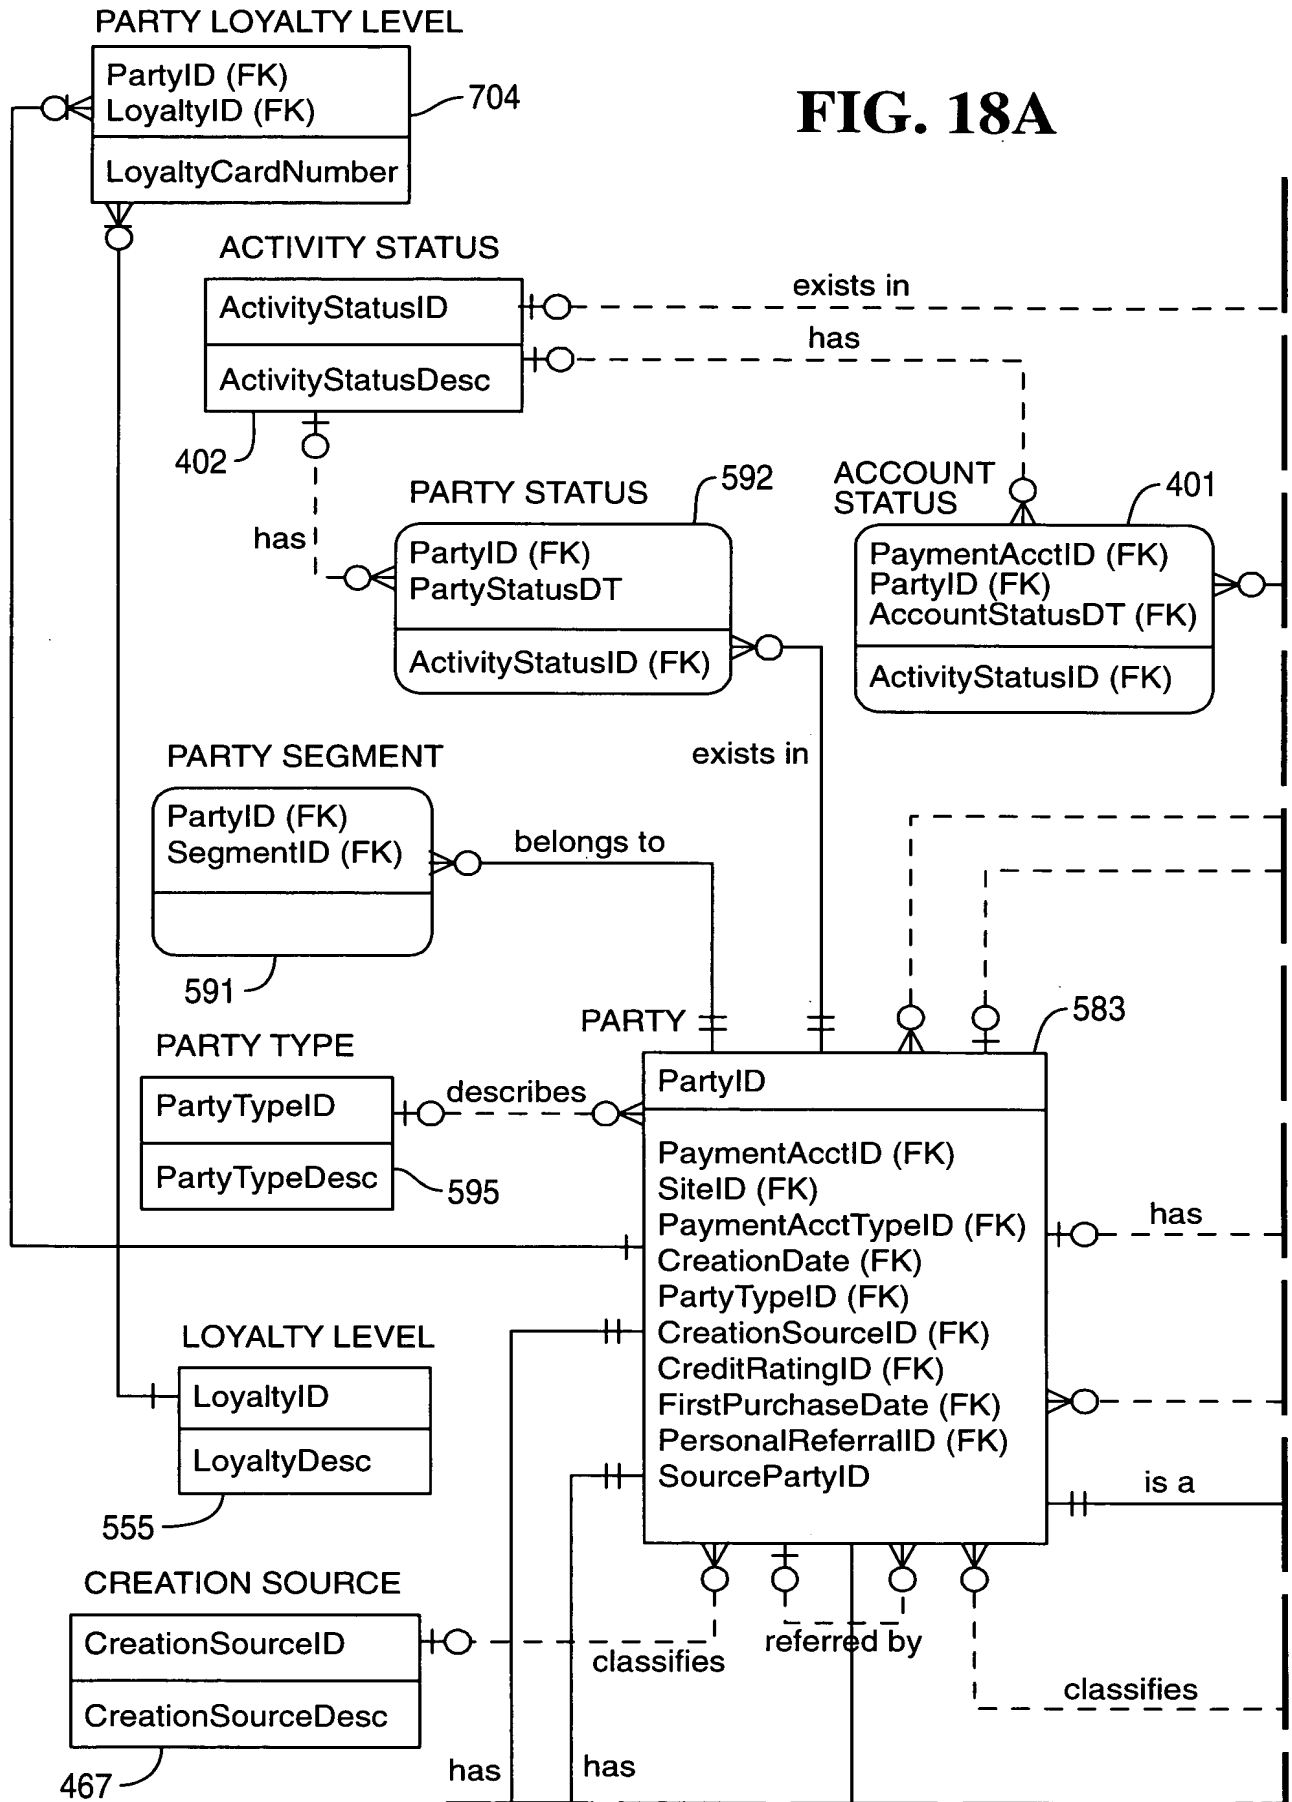 PARTY LOYALTY LEVEL
PartyID (FK)
LoyaltyID (FK)
LoyaltyCardNumber
704
FIG. 18A
ACTIVITY STATUS
ActivityStatusID
ActivityStatusDesc
402
exists in
has
has
PARTY STATUS
592
PartyID (FK)
PartyStatusDT
ActivityStatusID (FK)
ACCOUNT
STATUS
401
PaymentAcctID (FK)
PartyID (FK)
AccountStatusDT (FK)
ActivityStatusID (FK)
exists in
PARTY SEGMENT
PartyID (FK)
SegmentID (FK)
591
belongs to
PARTY
583
PARTY TYPE
PartyTypeID
PartyTypeDesc
595
describes
PartyID
PaymentAcctID (FK)
SiteID (FK)
PaymentAcctTypeID (FK)
CreationDate (FK)
PartyTypeID (FK)
CreationSourceID (FK)
CreditRatingID (FK)
FirstPurchaseDate (FK)
PersonalReferralID (FK)
SourcePartyID
has
is a
LOYALTY LEVEL
LoyaltyID
LoyaltyDesc
555
CREATION SOURCE
CreationSourceID
CreationSourceDesc
467
classifies
referred by
classifies
has
has